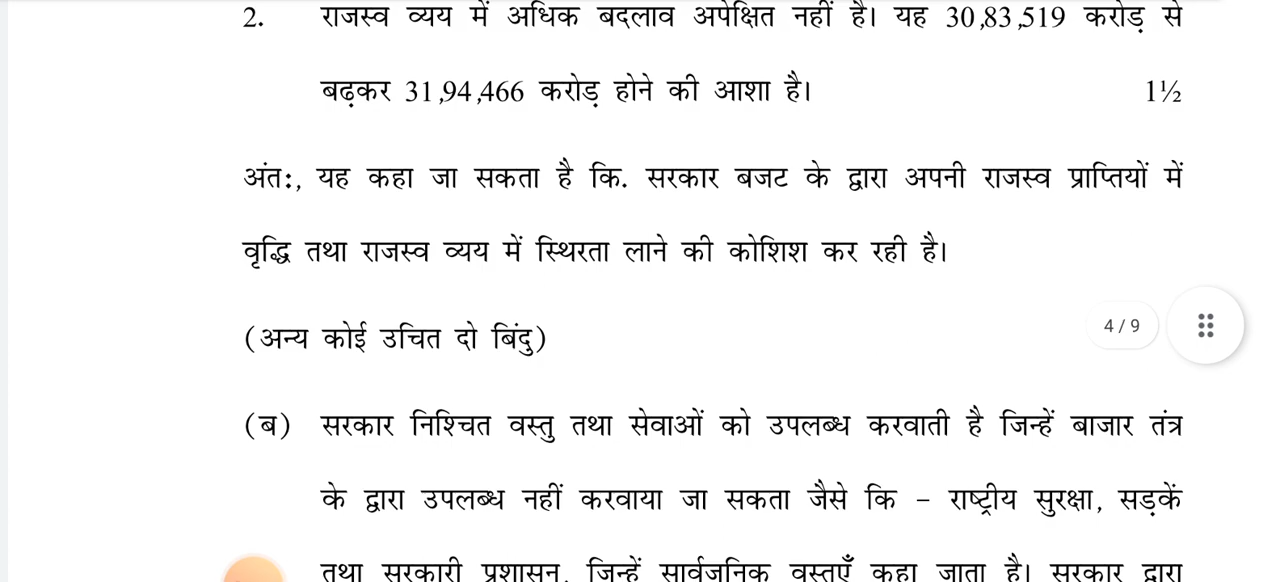 2. राजस्व व्यय में अधिक बदलाव अपेक्षित नहीं है। यह 30,83,519 करोड़ से
बढ़कर 31,94,466 करोड़ होने की आशा है। 1½
अंत:, यह कहा जा सकता है कि. सरकार बजट के द्वारा अपनी राजस्व प्राप्तियों में
वृद्धि तथा राजस्व व्यय में स्थिरता लाने की कोशिश कर रही है।
(अन्य कोई उचित दो बिंदु)
4 / 9
(ब) सरकार निश्चित वस्तु तथा सेवाओं को उपलब्ध करवाती है जिन्हें बाजार तंत्र
के द्वारा उपलब्ध नहीं करवाया जा सकता जैसे कि – राष्ट्रीय सुरक्षा, सड़कें
तथा सरकारी प्रशासन, जिन्हें सार्वजनिक वस्तुएँ कहा जाता है। सरकार द्वारा